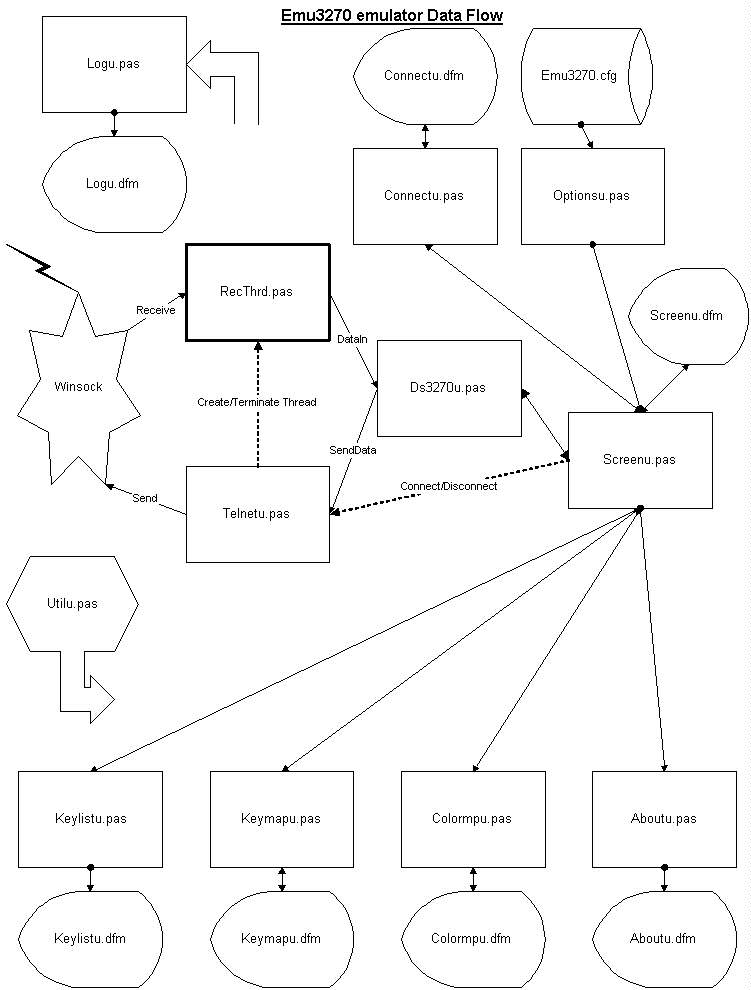 Emu3270 emulator Data Flow
Logu.pas
Connectu.dfm
Emu3270.cfg
Logu.dfm
Connectu.pas
Optionsu.pas
RecThrd.pas
Receive
Screenu.dfm
DataIn
Winsock
Ds3270u.pas
Create/Terminate Thread
SendData
Screenu.pas
Connect/Disconnect
Send
Telnetu.pas
Utilu.pas
Keylistu.pas
Keymapu.pas
Colormpu.pas
Aboutu.pas
Keylistu.dfm
Keymapu.dfm
Colormpu.dfm
Aboutu.dfm